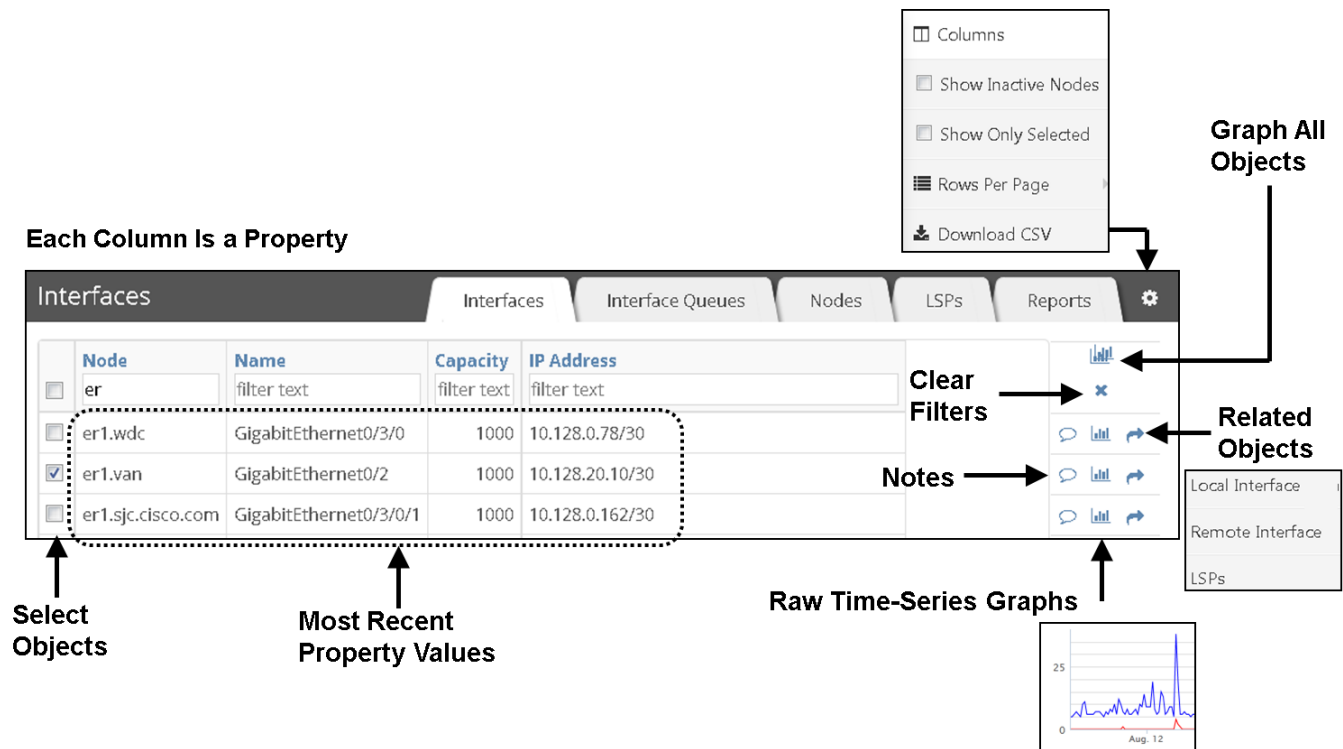 Columns
Show Inactive Nodes
Show Only Selected
Rows Per Page
Download CSV
Graph All
Objects
Each Column Is a Property
Interfaces
Interfaces
Interface Queues
Nodes
LSPs
Reports
Node Name Capacity IP Address
er filter text filter text filter text
er1.wdc GigabitEthernet0/3/0 1000 10.128.0.78/30
er1.van GigabitEthernet0/2 1000 10.128.20.10/30
er1.sjc.cisco.com GigabitEthernet0/3/0/1 1000 10.128.0.162/30
Clear
Filters
Notes
Related
Objects
Local Interface
Remote Interface
LSPs
Select
Objects
Most Recent
Property Values
Raw Time-Series Graphs
25
0
Aug. 12